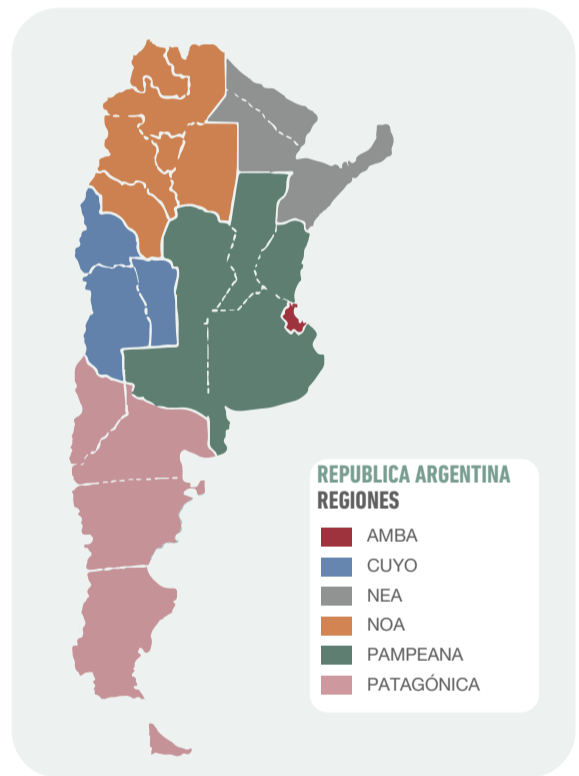 REPUBLICA ARGENTINA
REGIONES
AMBA
CUYO
NEA
NOA
PAMPEANA
PATAGÓNICA